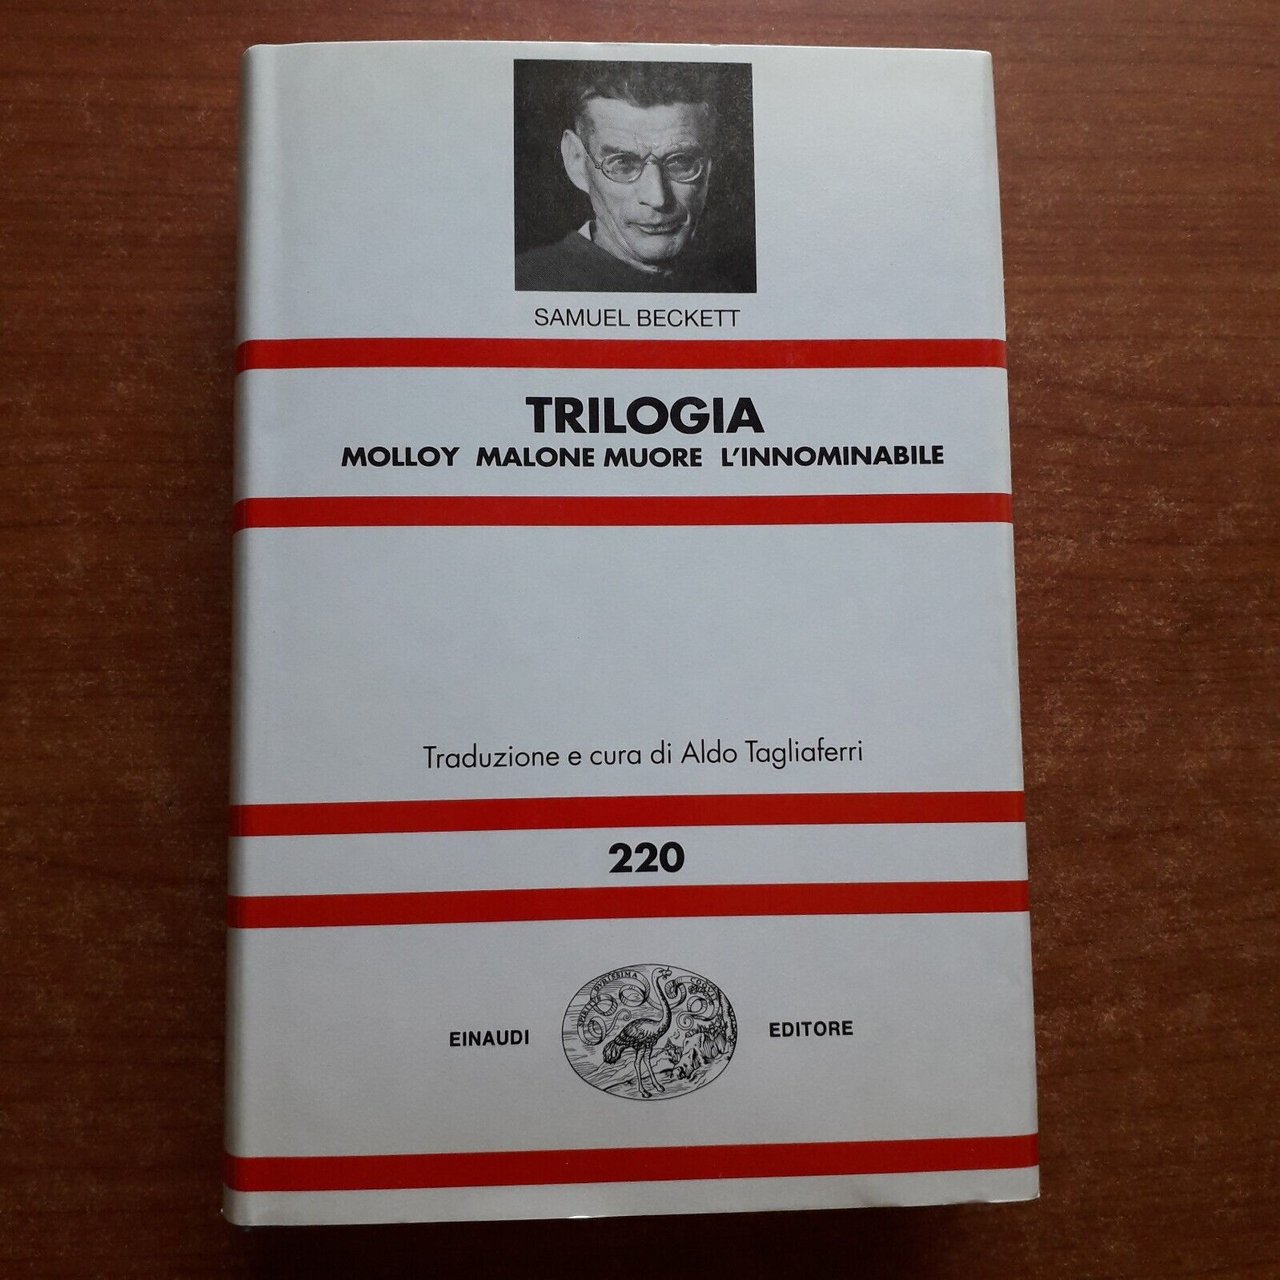 SAMUEL BECKETT
TRILOGIA
MOLLOY MALONE MUORE L'INNOMINABILE
Traduzione e cura di Aldo Tagliaferri
220
EINAUDI
EDITORE